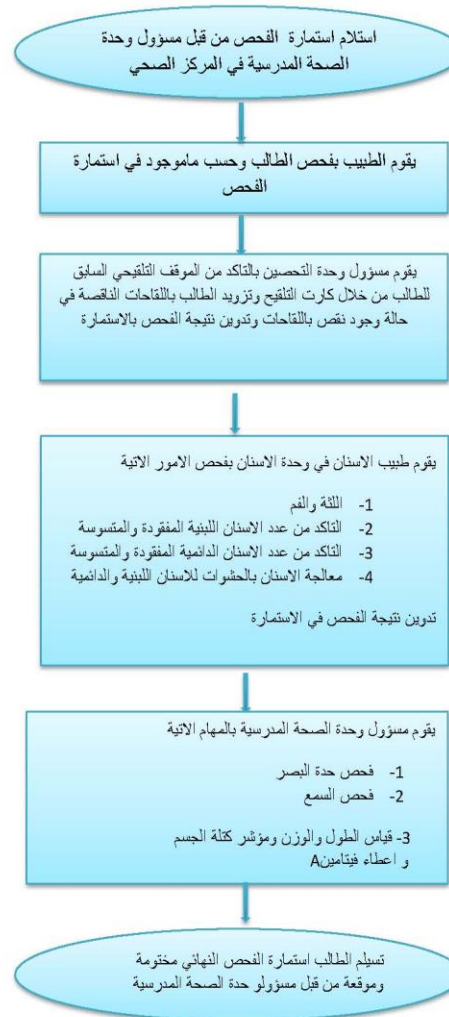 استلام استمارة الفحص من قبل مسؤول وحدة
الصحة المدرسية في المركز الصحي
يقوم الطبيب بفحص الطالب وحسب ماموجود في استمارة
الفحص
يقوم مسؤول وحدة التحصين بالتاكد من الموقف التلقيحي السابق
للطالب من خلال كارت التلقيح وتزويد الطالب باللقاحات الناقصة في
حالة وجود نقص باللقاحات وتدوين نتيجة الفحص بالاستمارة
يقوم طبيب الاسنان في وحدة الاسنان بفحص الامور الاتية
1- اللثة والفم
2- التاكد من عدد الاسنان اللبنية المفقودة والمتسوسة
3- التاكد من عدد الاسنان الدائمية المفقودة والمتسوسة
4- معالجة الاسنان بالحشوات للاسنان اللبنية والدائمية
تدوين نتيجة الفحص في الاستمارة
يقوم مسؤول وحدة الصحة المدرسية بالمهام الاتية
1- فحص حدة البصر
2- فحص السمع
3- قياس الطول والوزن ومؤشر كتلة الجسم
و اعطاء فيتامينA
تسيلم الطالب استمارة الفحص النهائي مختومة
وموقعة من قبل مسؤولو حدة الصحة المدرسية